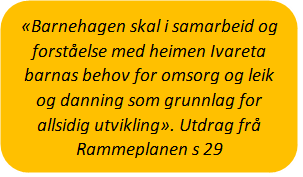 «Barnehagen skal i samarbeid og
forståelse med heimen Ivareta
barnas behov for omsorg og leik
og danning som grunnlag for
allsidig utvikling». Utdrag frå
Rammeplanen s 29